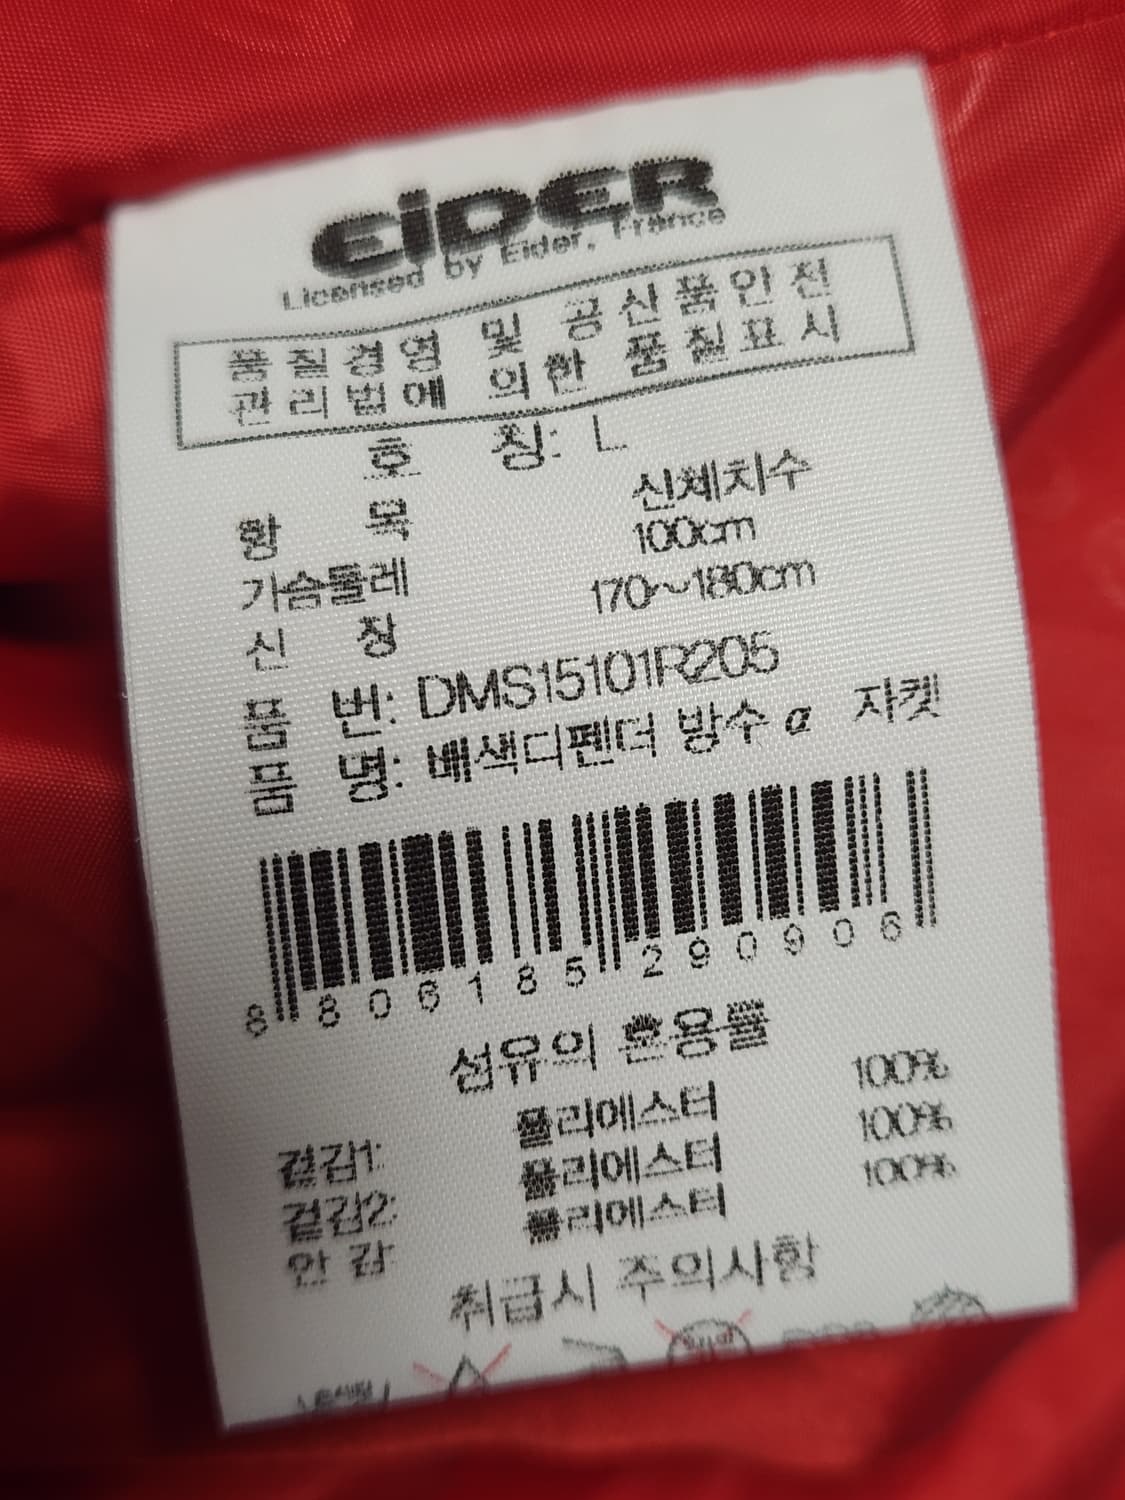 EiDER
Licensed by Eider, France
품질경영 및 공산품안전
관리법에 의한 품질표시
호 칭: L
항 목 신체치수
가슴둘레 100cm
신 장 170~180cm
품 번: DMS15101R205
품 명: 배색디펜더 방수 α 자켓
8 806185 290906
섬유의 혼용률
겉감1: 폴리에스터 100%
겉감2: 폴리에스터 100%
안 감: 폴리에스터 100%
취급시 주의사항